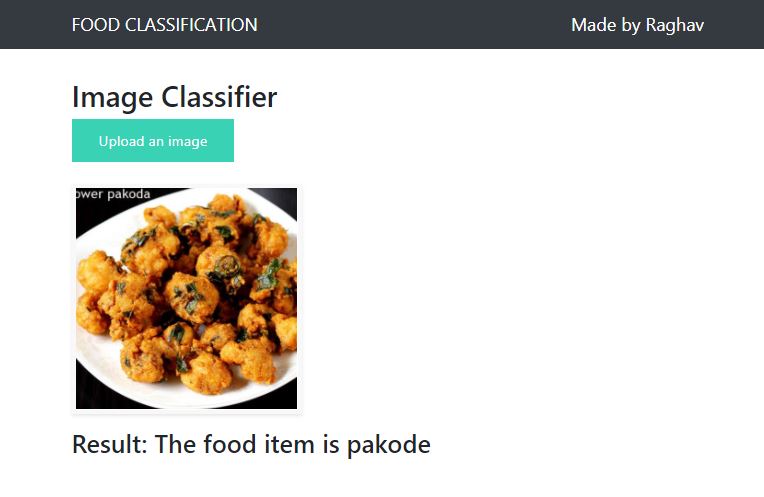 FOOD CLASSIFICATION
Made by Raghav
Image Classifier
Upload an image
ower pakoda
Result: The food item is pakode